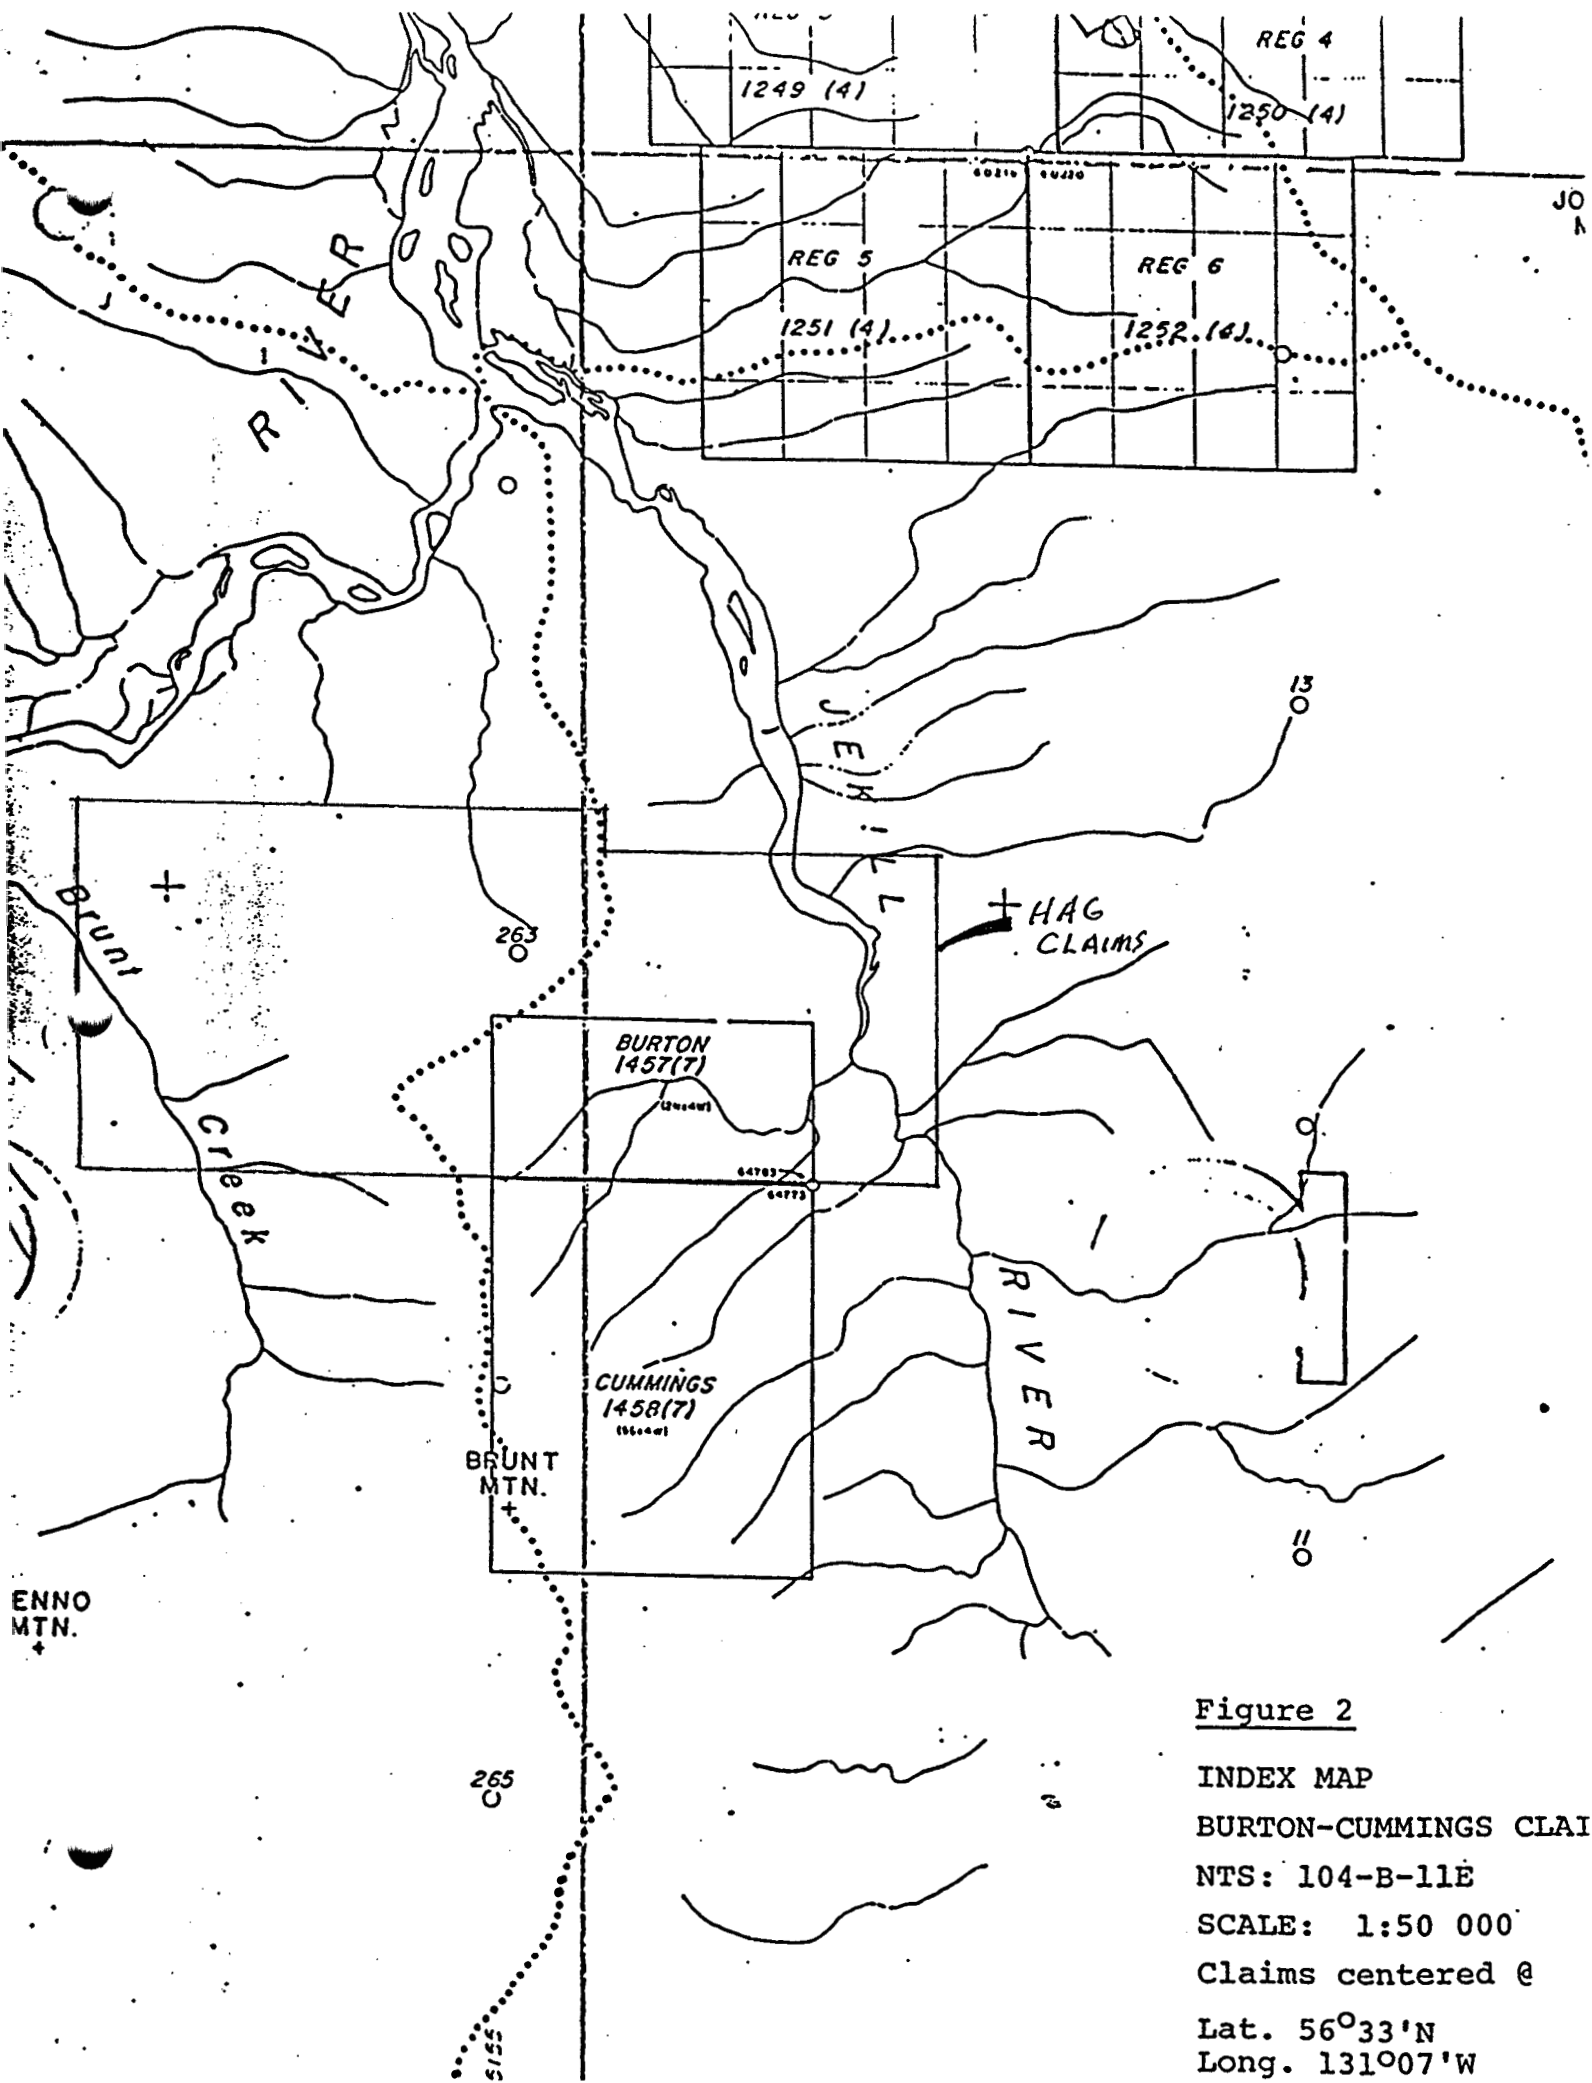 REG 4
1249 (4)
1250 (4)
JO
REG 5
REG 6
RIVER
1251 (4)
1252 (4)
13
JEKILL
Brunt
HAG
CLAIMS
263
BURTON
1457(7)
Creek
64773
RIVER
CUMMINGS
1458(7)
BRUNT
MTN.
11
ENNO
MTN.
265
5155
Figure 2
INDEX MAP
BURTON-CUMMINGS CLAI
NTS: 104-B-11E
SCALE: 1:50 000
Claims centered @
Lat. 56°33'N
Long. 131°07'W